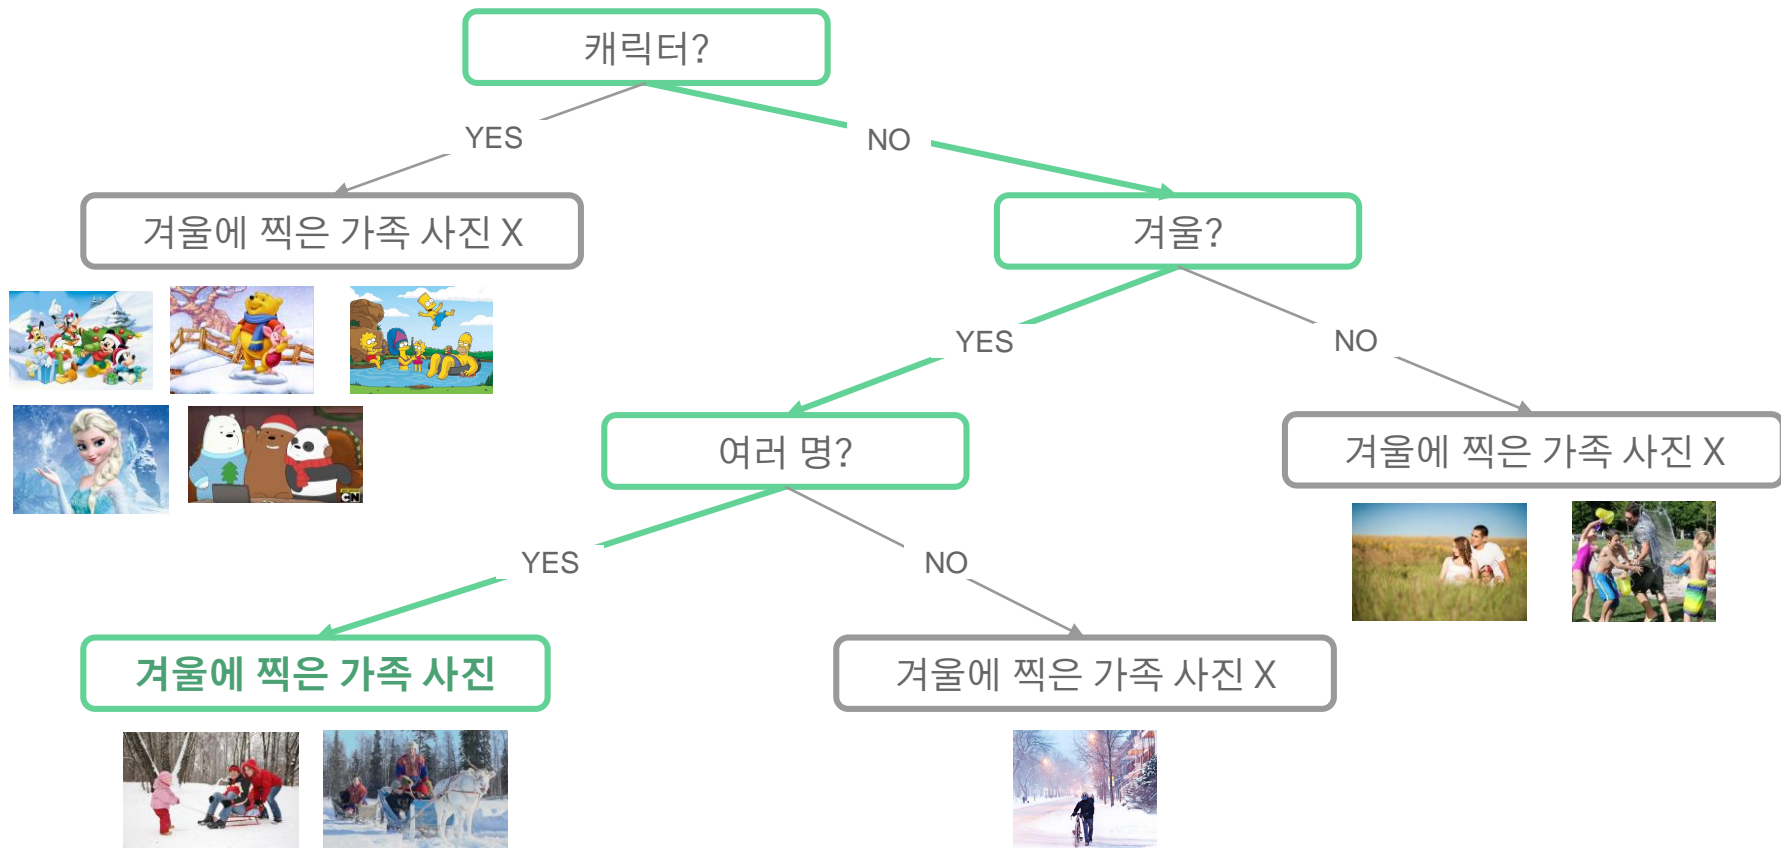 캐릭터?
YES
NO
겨울에 찍은 가족 사진 X
겨울?
YES
NO
여러 명?
겨울에 찍은 가족 사진 X
CN
YES
NO
겨울에 찍은 가족 사진
겨울에 찍은 가족 사진 X